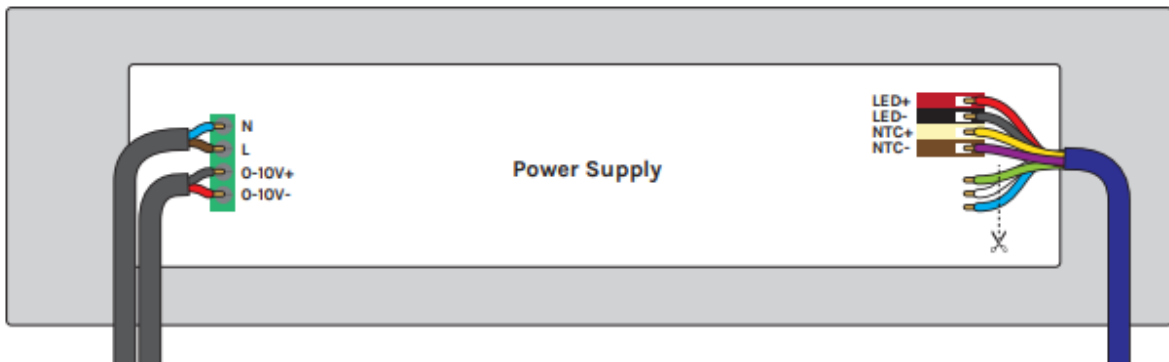 N
L
0-10V+
0-10V-
Power Supply
LED+
LED-
NTC+
NTC-